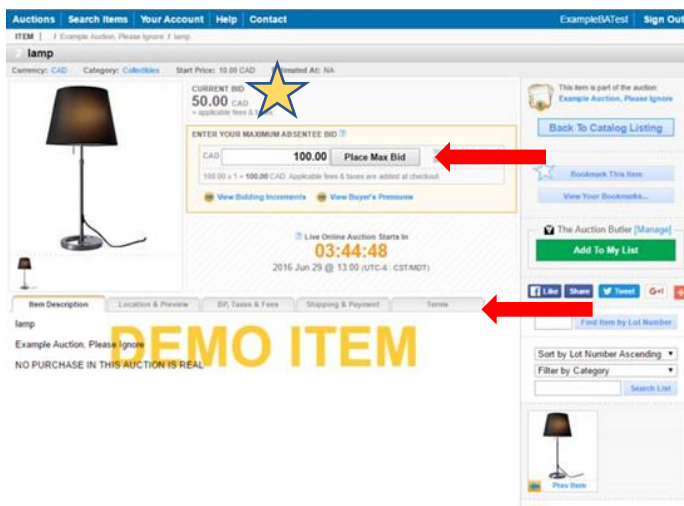 Auctions Search Items Your Account Help Contact ExampleBATest Sign Out
ITEM | / Example Auction, Please Ignore / lamp
lamp
Currency: CAD Category: Collectibles Start Price: 10.00 CAD Estimated At: NA
CURRENT BID
50.00 CAD
+ applicable fees & taxes
ENTER YOUR MAXIMUM ABSENTEE BID
CAD 100.00 Place Max Bid
100.00 x 1 = 100.00 CAD. Applicable fees & taxes are added at checkout.
View Bidding Increments View Buyer's Premiums
Live Online Auction Starts In
03:44:48
2016 Jun 29 @ 13:00 (UTC-6 : CST/MDT)
This item is part of the auction
Example Auction, Please Ignore
Back To Catalog Listing
Bookmark This Item
View Your Bookmarks...
The Auction Butler [Manage]
Add To My List
Like Share Tweet G+1
Find Item by Lot Number
Sort by Lot Number Ascending
Filter by Category
Search List
Prev Item
Item Description Location & Preview BP, Taxes & Fees Shipping & Payment Terms
lamp
Example Auction, Please Ignore
NO PURCHASE IN THIS AUCTION IS REAL
DEMO ITEM